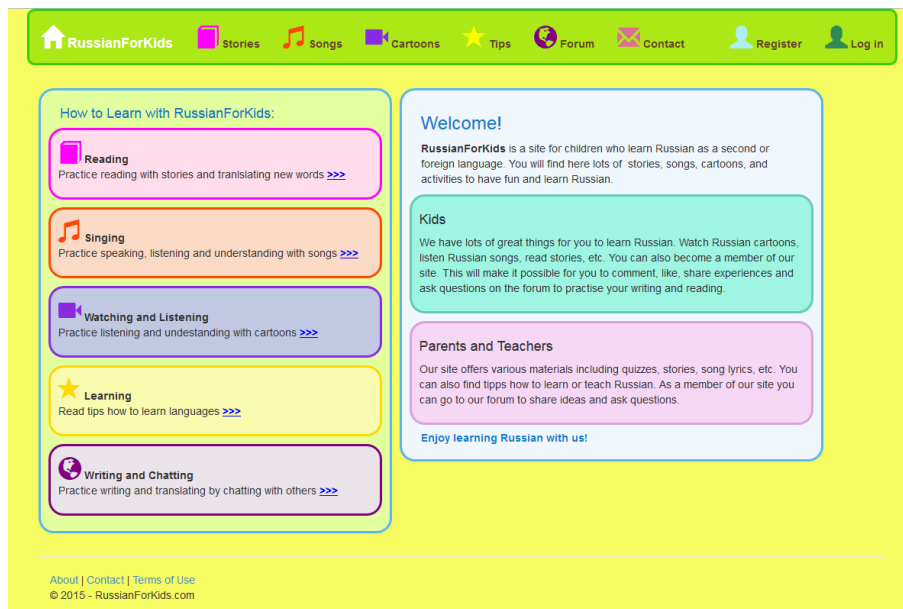 RussianForKids Stories Songs Cartoons Tips Forum Contact Register Log in
How to Learn with RussianForKids:
Reading
Practice reading with stories and tranlslating new words >>>
Singing
Practice speaking, listening and understanding with songs >>>
Watching and Listening
Practice listening and undestanding with cartoons >>>
Learning
Read tips how to learn languages >>>
Writing and Chatting
Practice writing and translating by chatting with others >>>
Welcome!
RussianForKids is a site for children who learn Russian as a second or
foreign language. You will find here lots of stories, songs, cartoons, and
activities to have fun and learn Russian.
Kids
We have lots of great things for you to learn Russian. Watch Russian cartoons,
listen Russian songs, read stories, etc. You can also become a member of our
site. This will make it possible for you to comment, like, share experiences and
ask questions on the forum to practise your writing and reading.
Parents and Teachers
Our site offers various materials including quizzes, stories, song lyrics, etc. You
can also find tipps how to learn or teach Russian. As a member of our site you
can go to our forum to share ideas and ask questions.
Enjoy learning Russian with us!
About | Contact | Terms of Use
© 2015 - RussianForKids.com